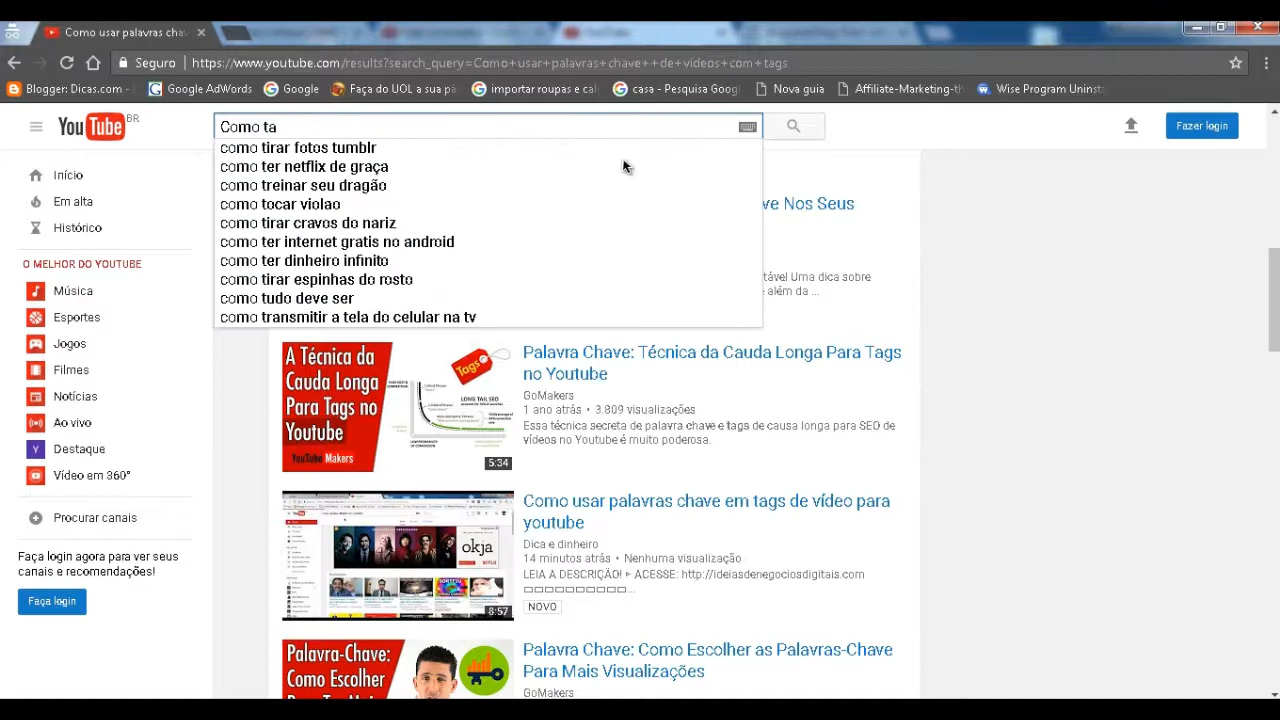 Como usar palavras chav
Seguro
https://www.youtube.com/results?search_query=Como+usar+palavras+chave++de+vídeos+com+tags
Blogger: Dicas.com -
Google AdWords
Google
Faça do UOL a sua pá
importar roupas e cal
casa - Pesquisa Goog
Nova guia
Affiliate-Marketing-th
Wise Program Uninst
YouTube BR
Como ta
Fazer login
como tirar fotos tumblr
como ter netflix de graça
como treinar seu dragão
como tocar violao
como tirar cravos do nariz
como ter internet gratis no android
como ter dinheiro infinito
como tirar espinhas do rosto
como tudo deve ser
como transmitir a tela do celular na tv
Início
Em alta
Histórico
O MELHOR DO YOUTUBE
Música
Esportes
Jogos
Filmes
Notícias
Ao vivo
Destaque
Vídeo em 360°
Procurar canais
Faça login agora para ver seus
canais e recomendações!
Faça login
ve Nos Seus
tável Uma dica sobre
além da ...
A Técnica da
Cauda Longa
Para Tags no
Youtube
YouTube Makers
Tags
LONG TAIL SEO
5:34
Palavra Chave: Técnica da Cauda Longa Para Tags
no Youtube
GoMakers
1 ano atrás • 3.009 visualizações
Essa técnica secreta de palavra chave e tags de causa longa para SEO de
vídeos no Youtube é muito poderosa.
okja
8:57
Como usar palavras chave ou tags de vídeo para
youtube
Dica e dinheiro
14 minutos atrás • Nenhuma visualização
LEIA A DESCRIÇÃO!
ACESSE:
Novo
Palavra-Chave:
Como Escolher
Palavra Chave: Como Escolher as Palavras-Chave
Para Mais Visualizações
GoMakers